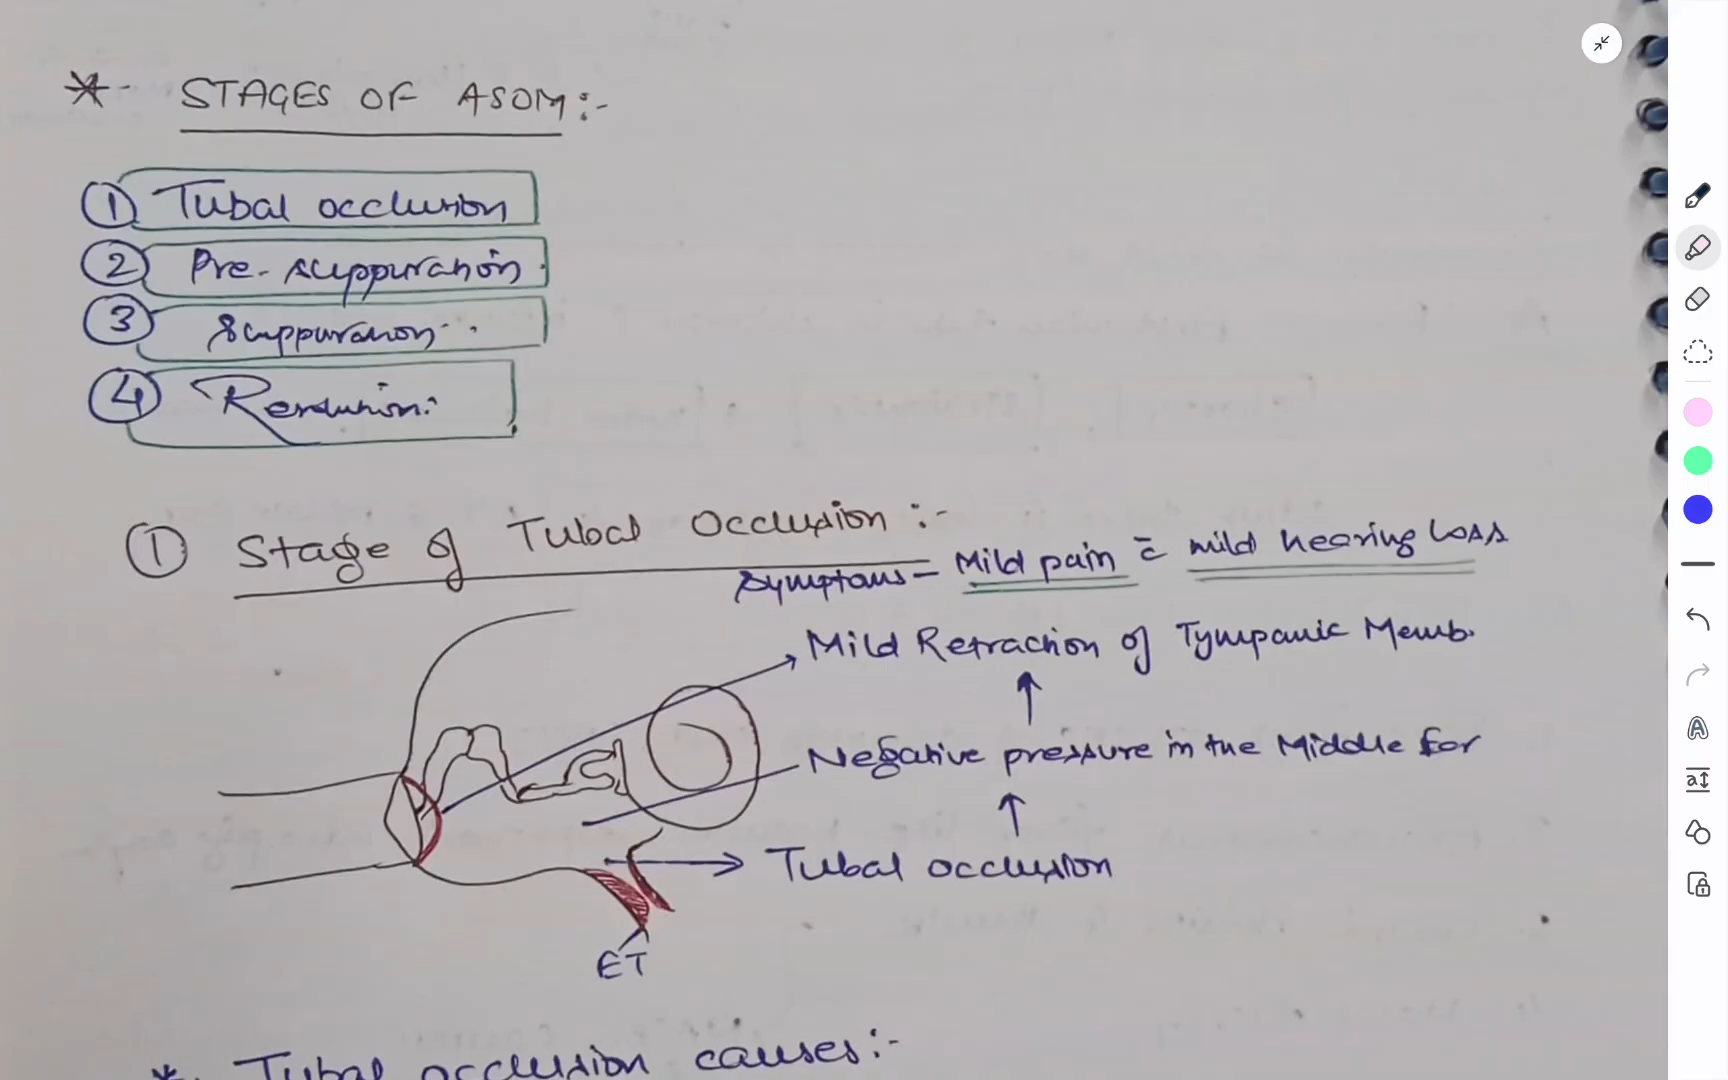 * STAGES OF ASOM:-
① Tubal occlusion
② Pre-suppuration
③ Suppuration
④ Resolution
① Stage of Tubal Occlusion :-
Symptoms - Mild pain c̄ mild hearing loss
Mild Retraction of Tympanic Memb.
Negative pressure in the Middle Ear
Tubal occlusion
ET
* Tubal occlusion causes:-